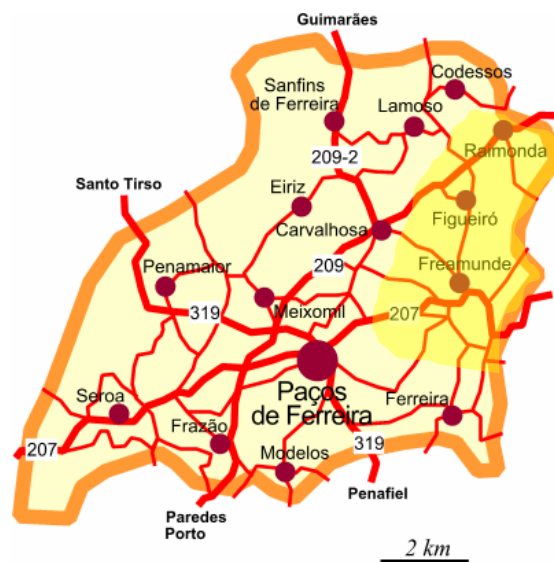 Guimarães
Codessos
Sanfins
de Ferreira
Lamoso
Raimonda
209-2
Santo Tirso
Eiriz
Figueiró
Carvalhosa
Penamaior
209
Freamunde
319
Meixomil
207
Paços
de Ferreira
Seroa
Ferreira
Frazão
207
Modelos
319
Penafiel
Paredes
Porto
2 km